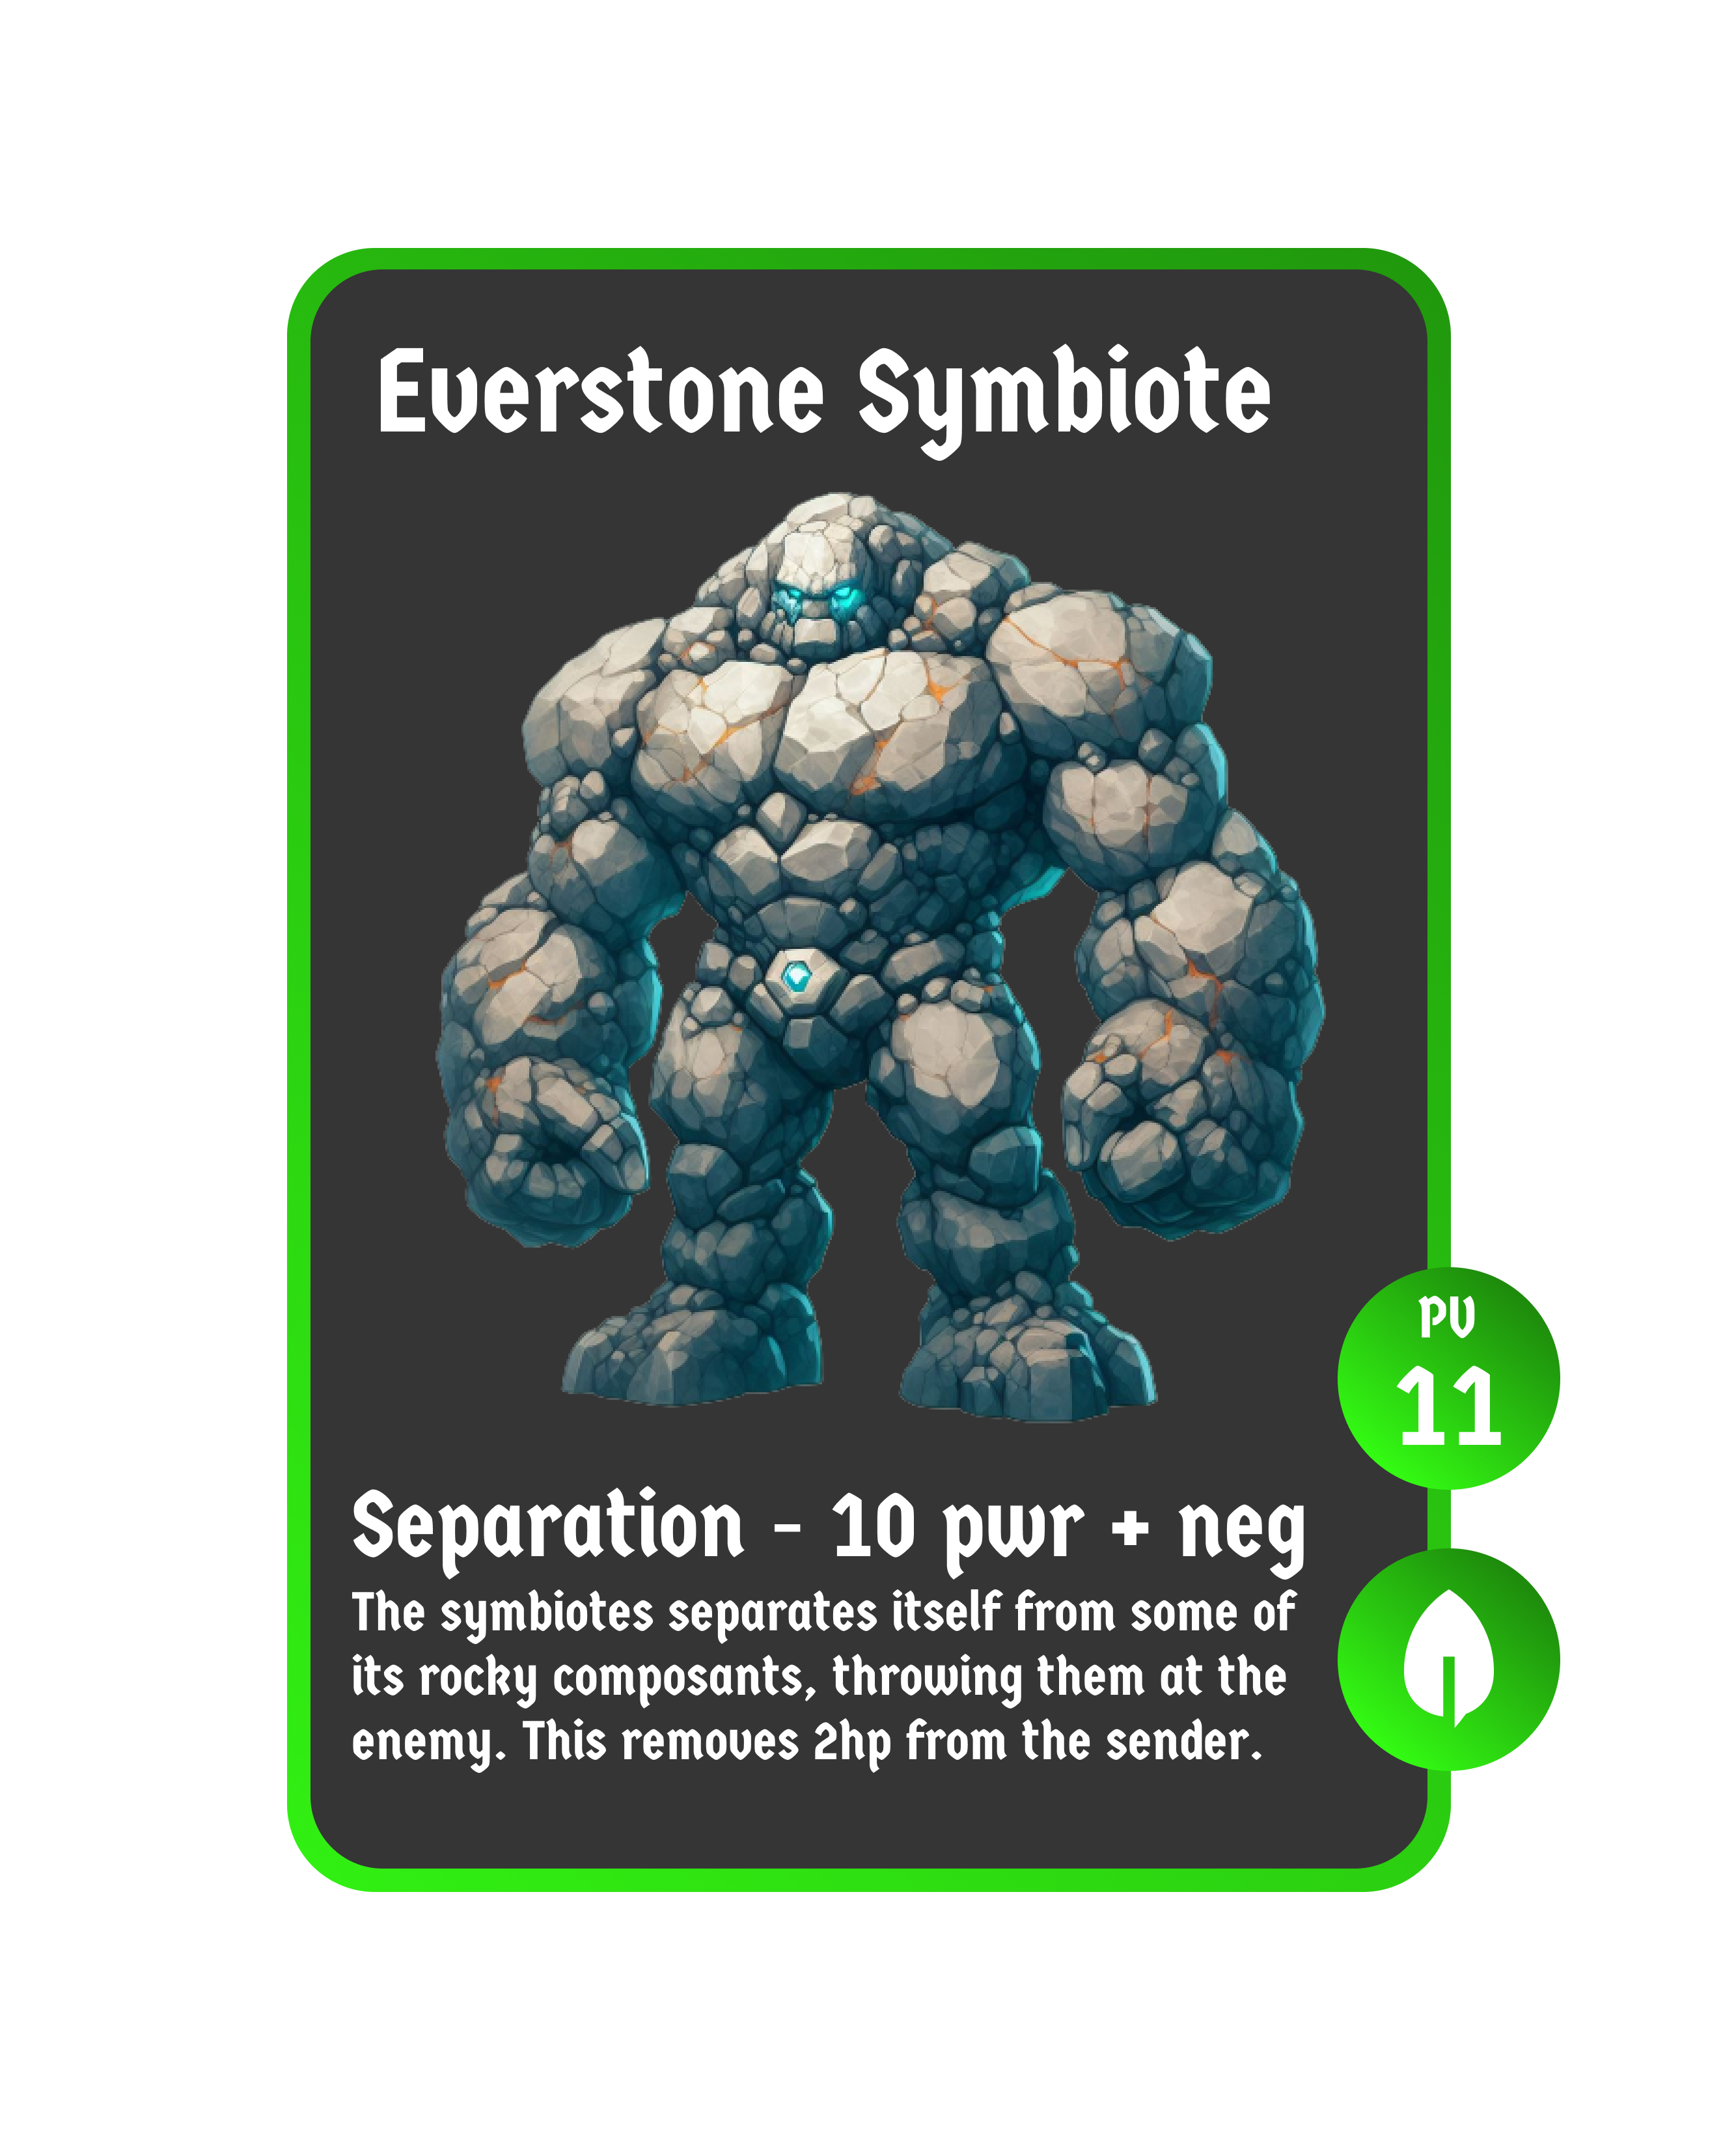 Everstone Symbiote
PV
11
Separation - 10 pwr + neg
The symbiotes separates itself from some of
its rocky composants, throwing them at the
enemy. This removes 2hp from the sender.